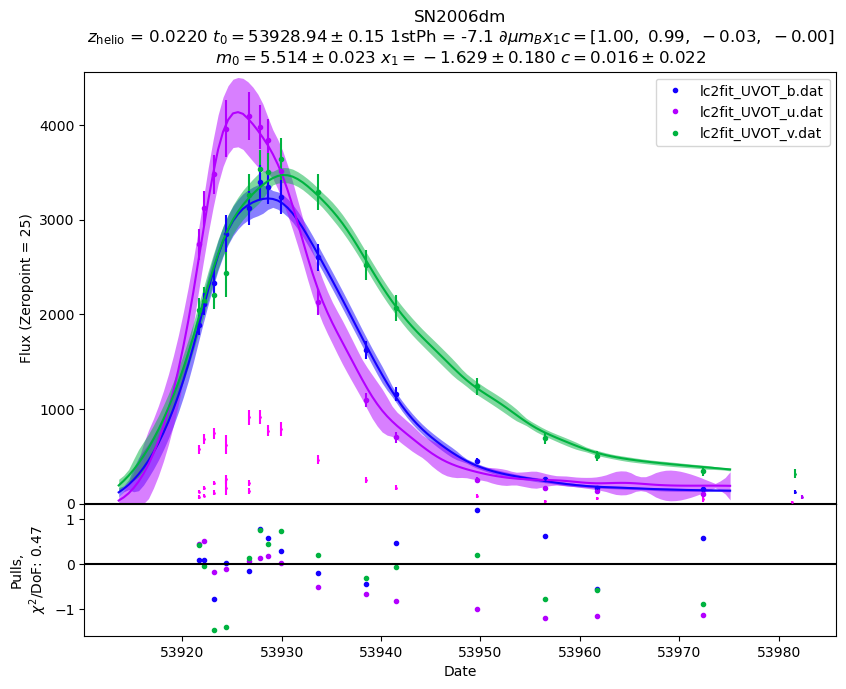 SN2006dm
z_helio = 0.0220 t_0 = 53928.94 ± 0.15 1stPh = -7.1 ∂μm_Bx_1c = [1.00, 0.99, −0.03, −0.00]
m_0 = 5.514 ± 0.023 x_1 = −1.629 ± 0.180 c = 0.016 ± 0.022
lc2fit_UVOT_b.dat
lc2fit_UVOT_u.dat
lc2fit_UVOT_v.dat
Flux (Zeropoint = 25)
4000
3000
2000
1000
0
Pulls,
χ²/DoF: 0.47
1
0
−1
53920 53930 53940 53950 53960 53970 53980
Date